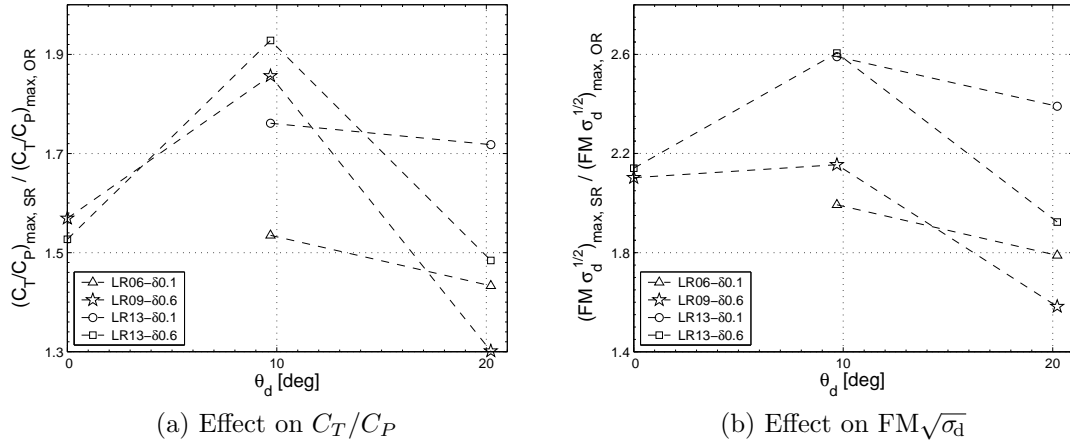 1.9
1.7
1.5
1.3
(C_T/C_P)_max, SR / (C_T/C_P)_max, OR
LR06−δ0.1
LR09−δ0.6
LR13−δ0.1
LR13−δ0.6
0 10 20
θ_d [deg]
(a) Effect on C_T/C_P
2.6
2.2
1.8
1.4
(FM σ_d^1/2)_max, SR / (FM σ_d^1/2)_max, OR
LR06−δ0.1
LR09−δ0.6
LR13−δ0.1
LR13−δ0.6
0 10 20
θ_d [deg]
(b) Effect on FM√σ_d